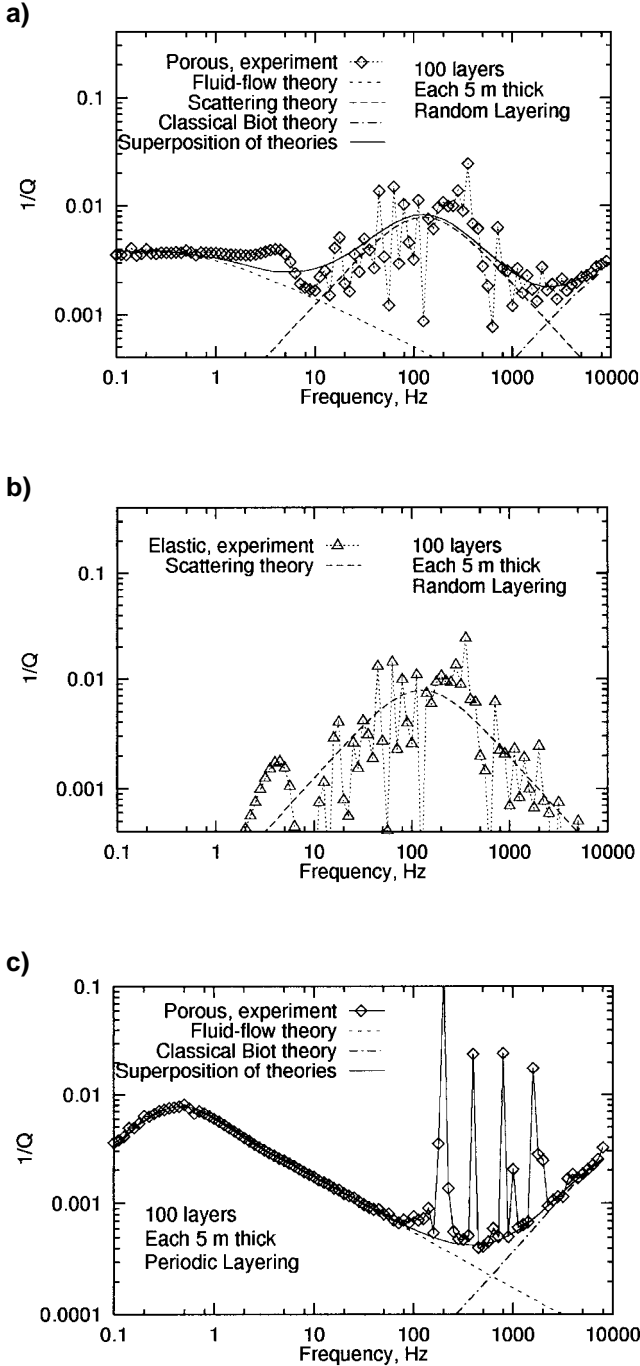 a)
Porous, experiment
Fluid-flow theory
Scattering theory
Classical Biot theory
Superposition of theories
100 layers
Each 5 m thick
Random Layering
1/Q
0.1
0.01
0.001
0.1
1
10
100
1000
10000
Frequency, Hz
b)
Elastic, experiment
Scattering theory
100 layers
Each 5 m thick
Random Layering
1/Q
0.1
0.01
0.001
0.1
1
10
100
1000
10000
Frequency, Hz
c)
Porous, experiment
Fluid-flow theory
Classical Biot theory
Superposition of theories
100 layers
Each 5 m thick
Periodic Layering
1/Q
0.1
0.01
0.001
0.0001
0.1
1
10
100
1000
10000
Frequency, Hz